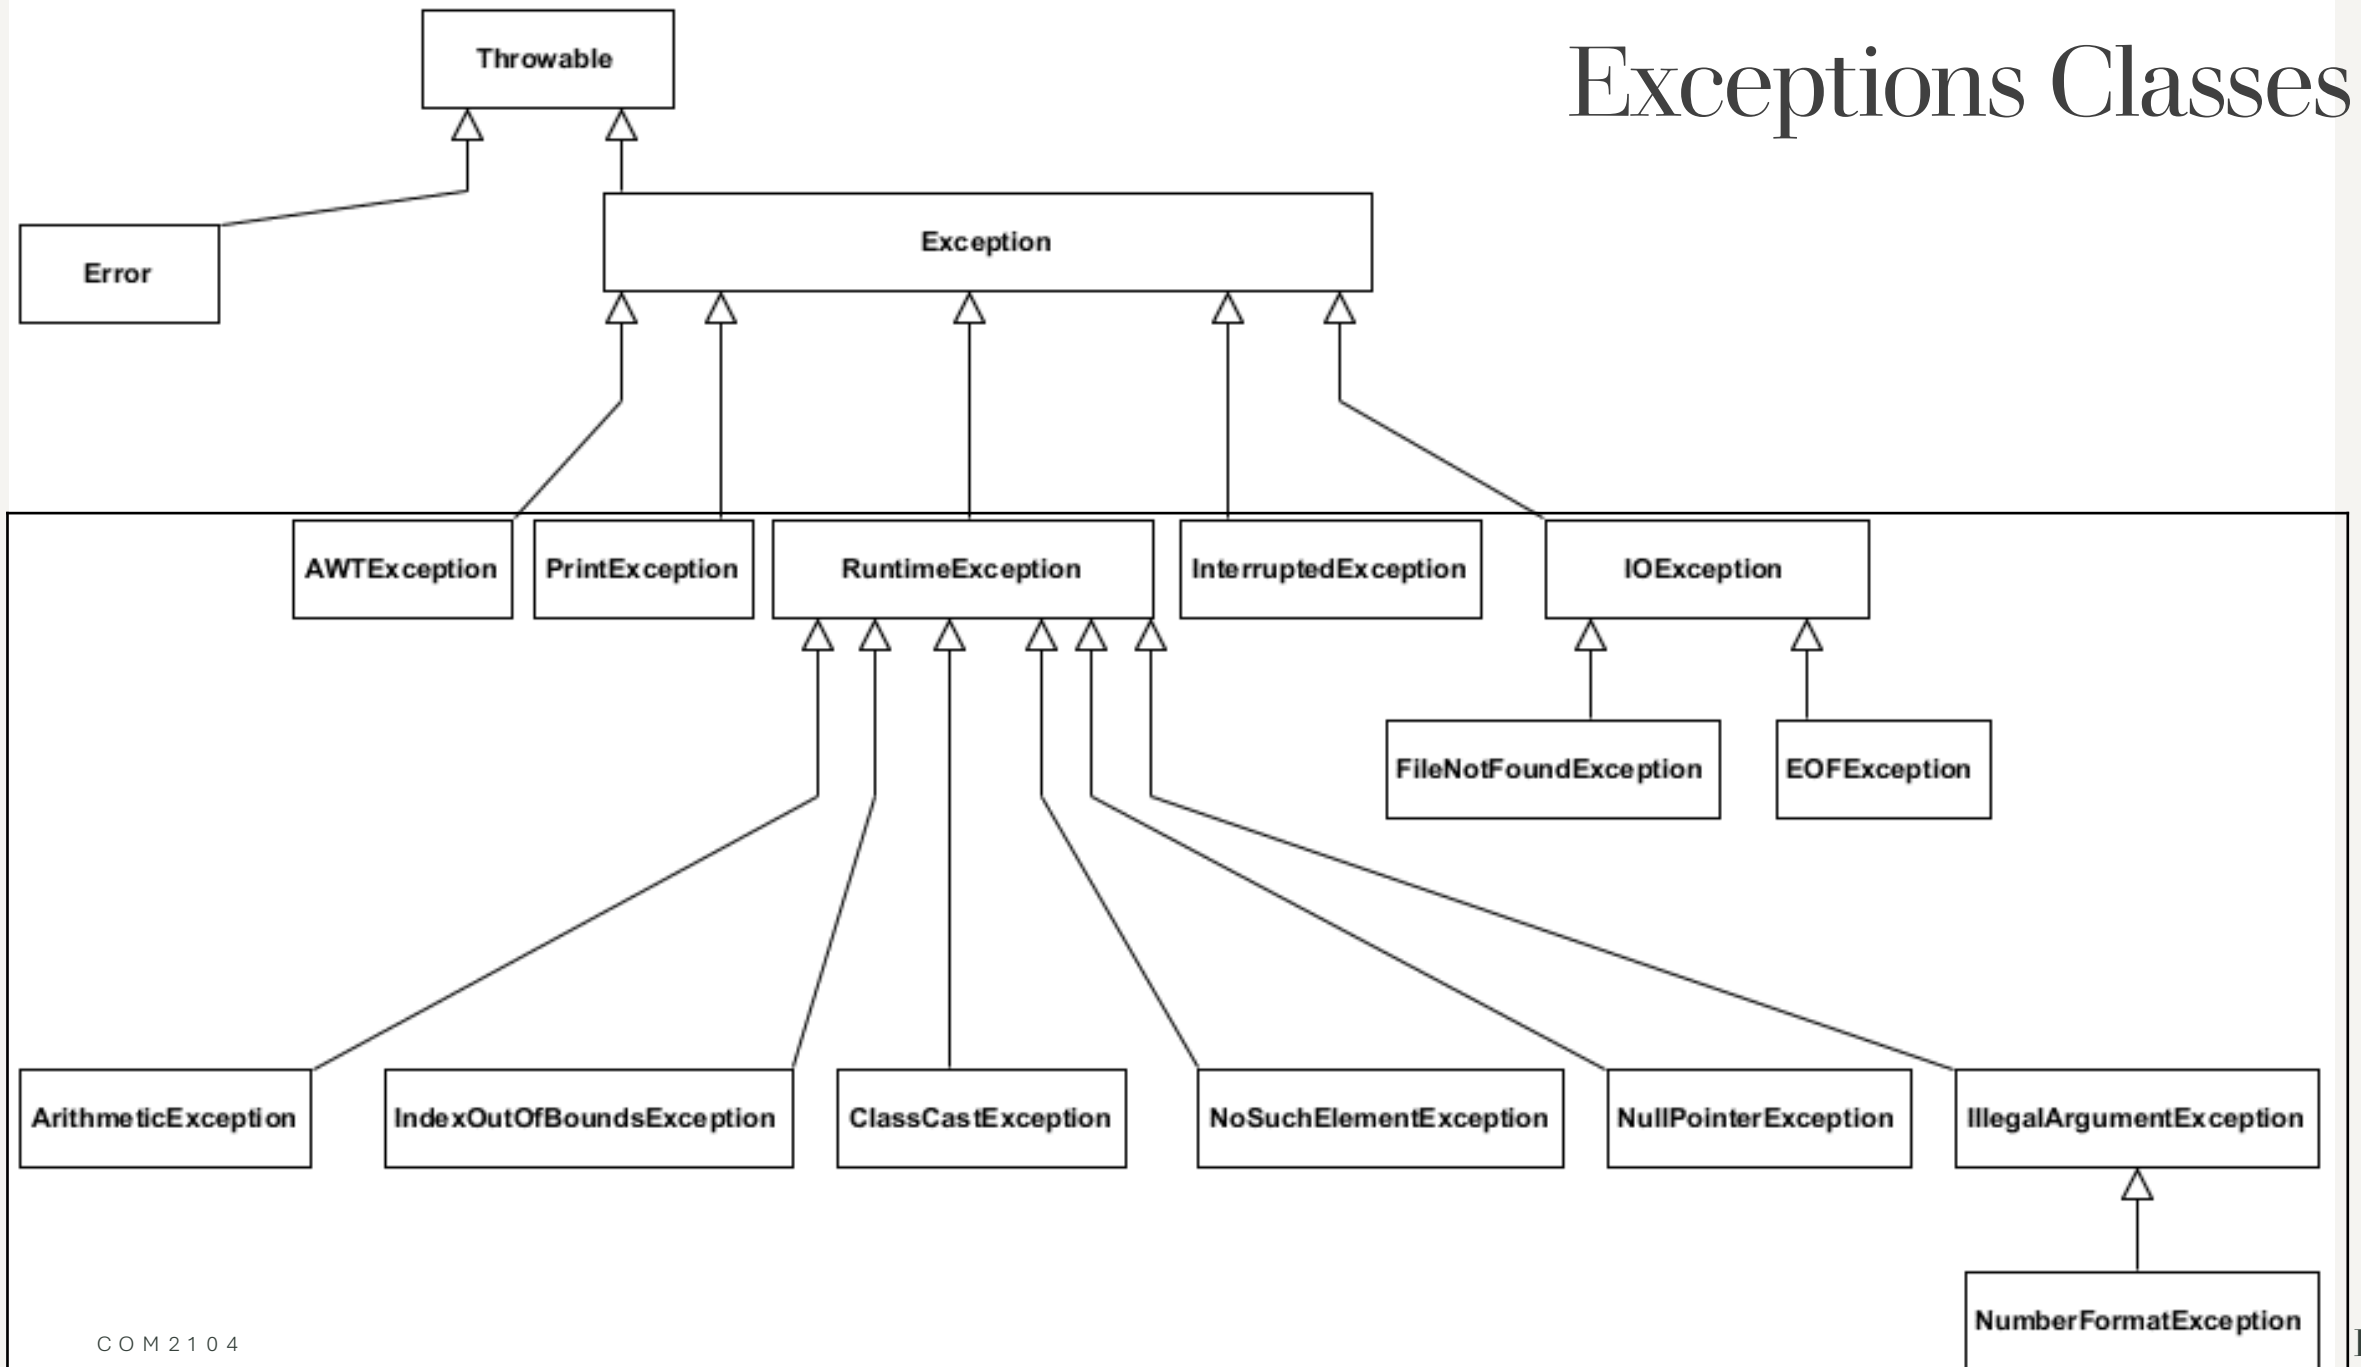 Exceptions Classes
Throwable
Error
Exception
AWTException
PrintException
RuntimeException
InterruptedException
IOException
FileNotFoundException
EOFException
ArithmeticException
IndexOutOfBoundsException
ClassCastException
NoSuchElementException
NullPointerException
IllegalArgumentException
NumberFormatException
COM2104